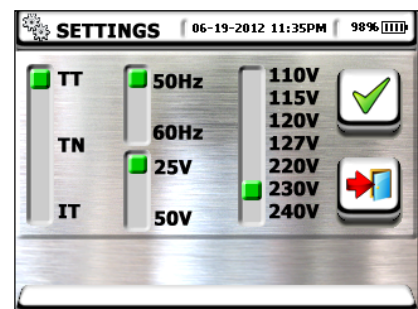 SETTINGS 06-19-2012 11:35PM 98%
TT
TN
IT
50Hz
60Hz
25V
50V
110V
115V
120V
127V
220V
230V
240V